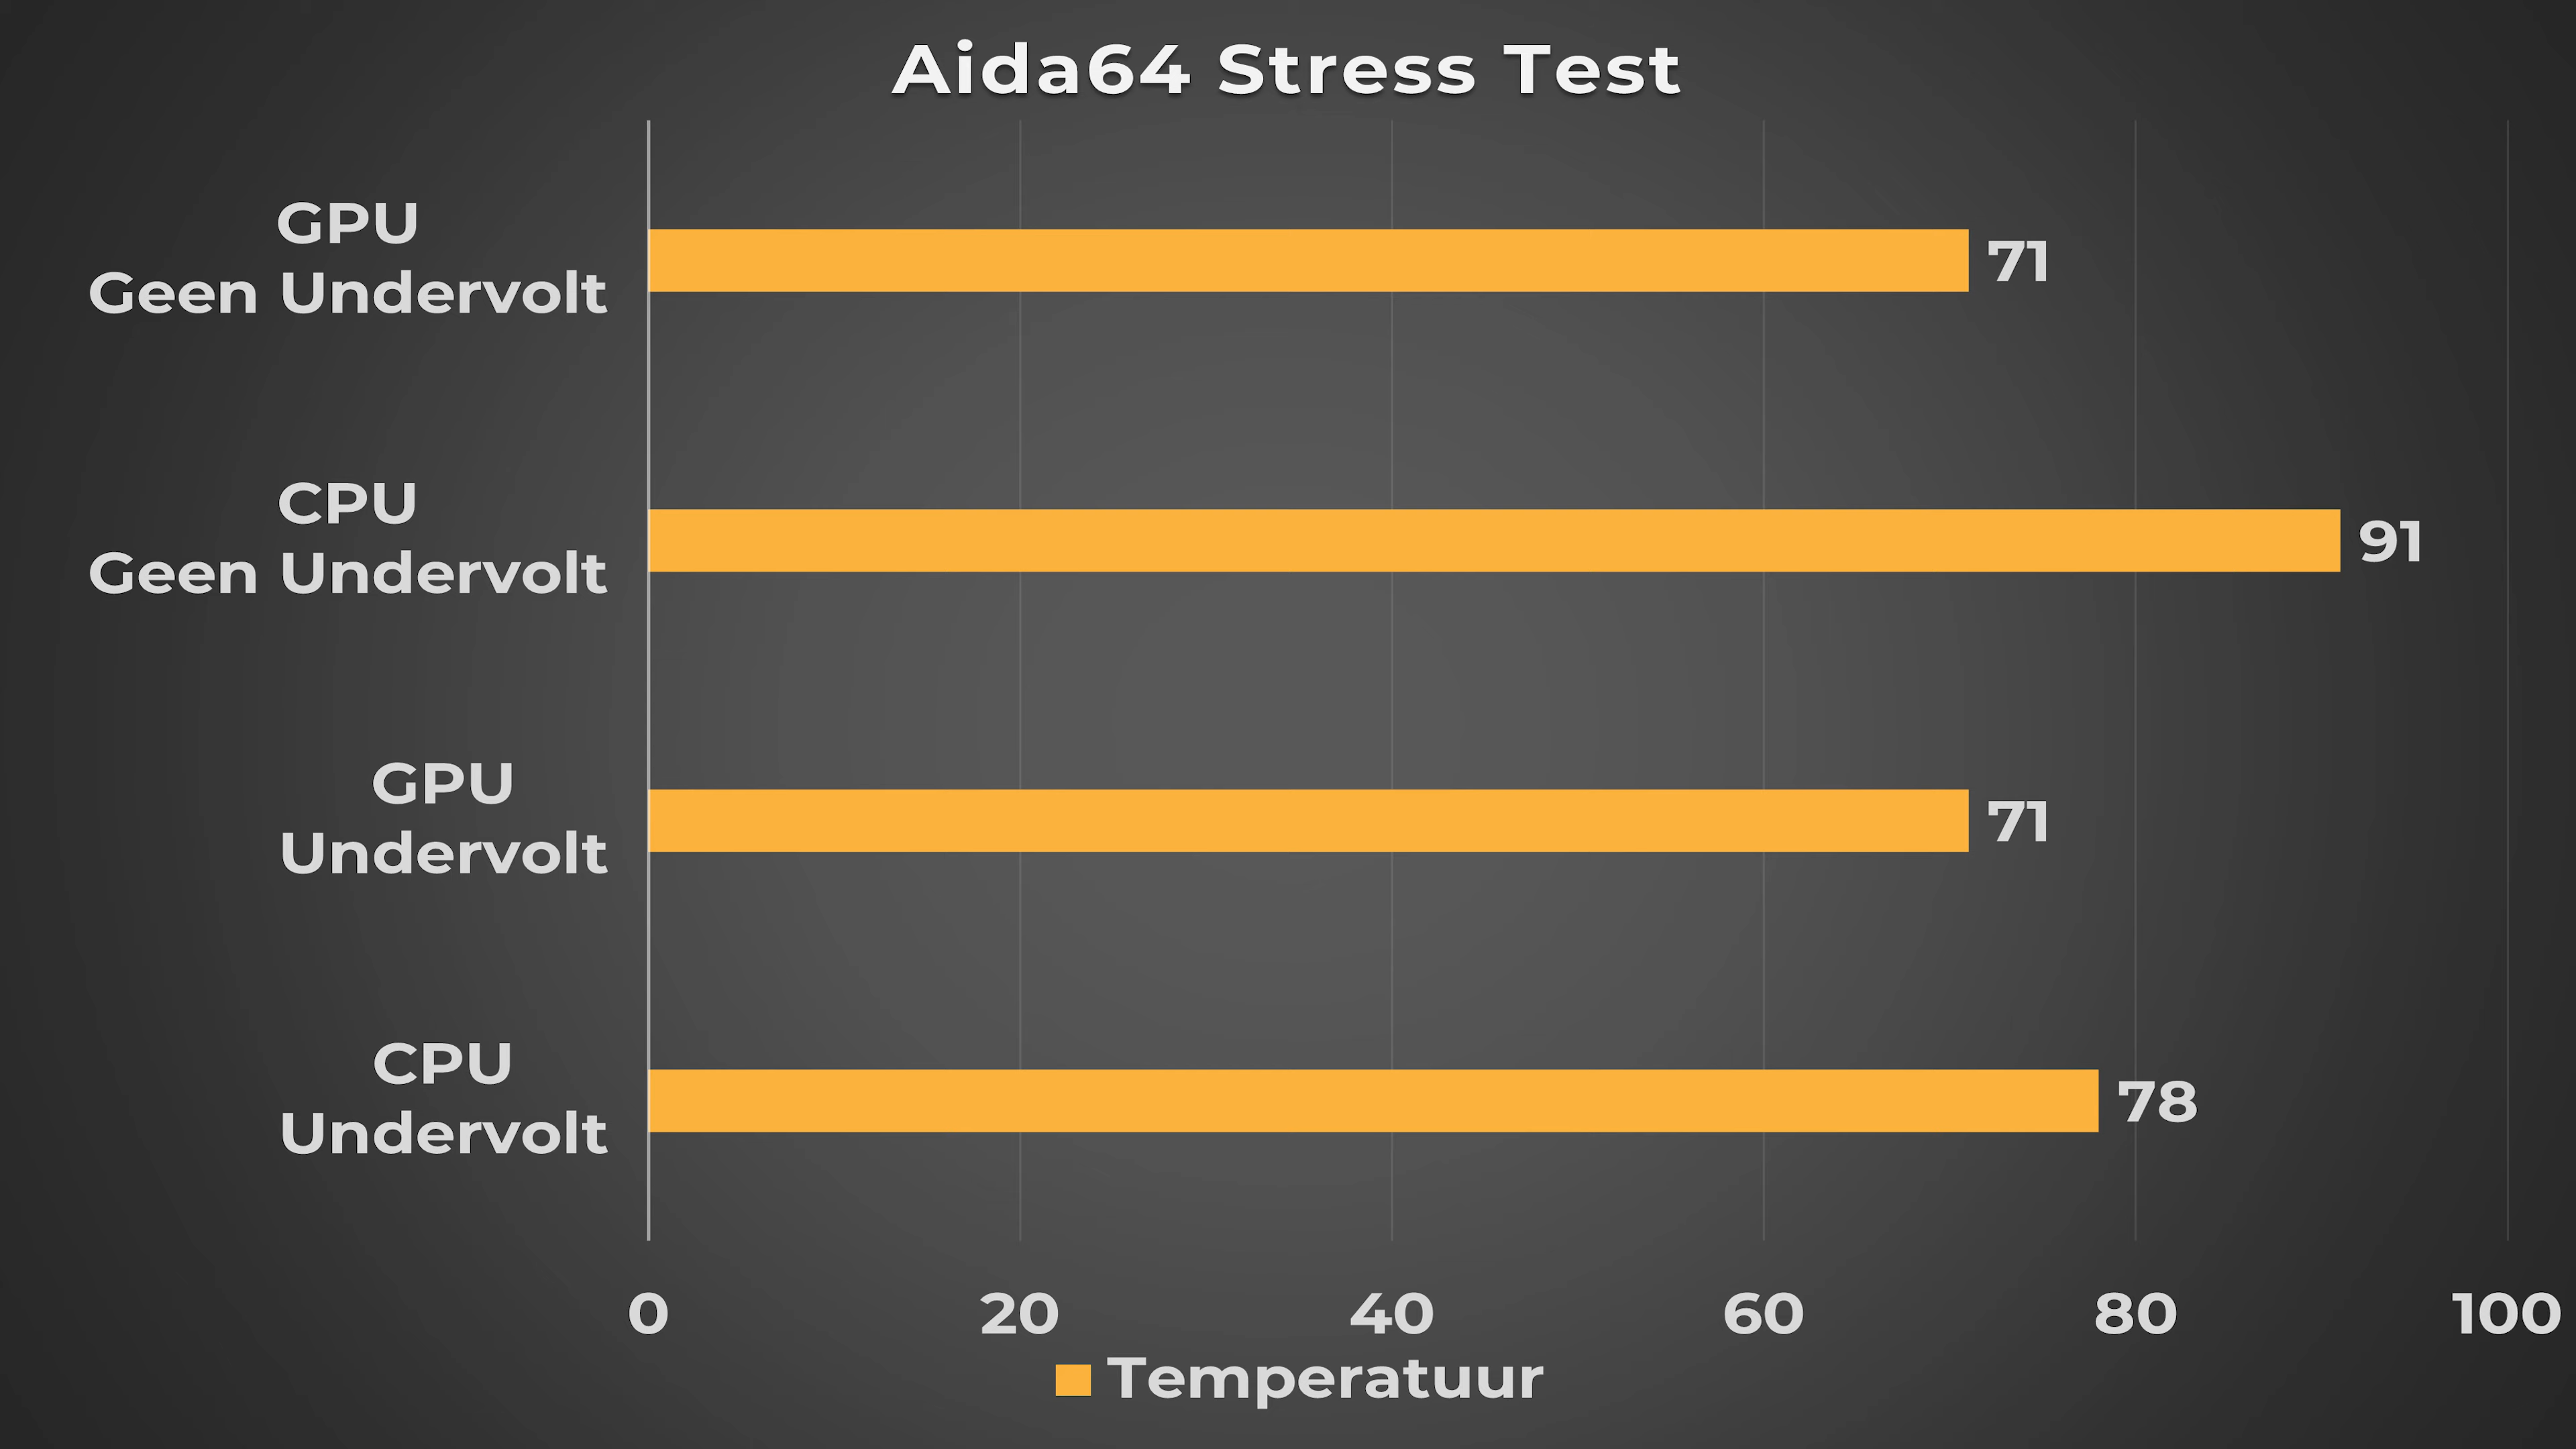 Aida64 Stress Test
GPU
Geen Undervolt
71
CPU
Geen Undervolt
91
GPU
Undervolt
71
CPU
Undervolt
78
0 20 40 60 80 100
Temperatuur